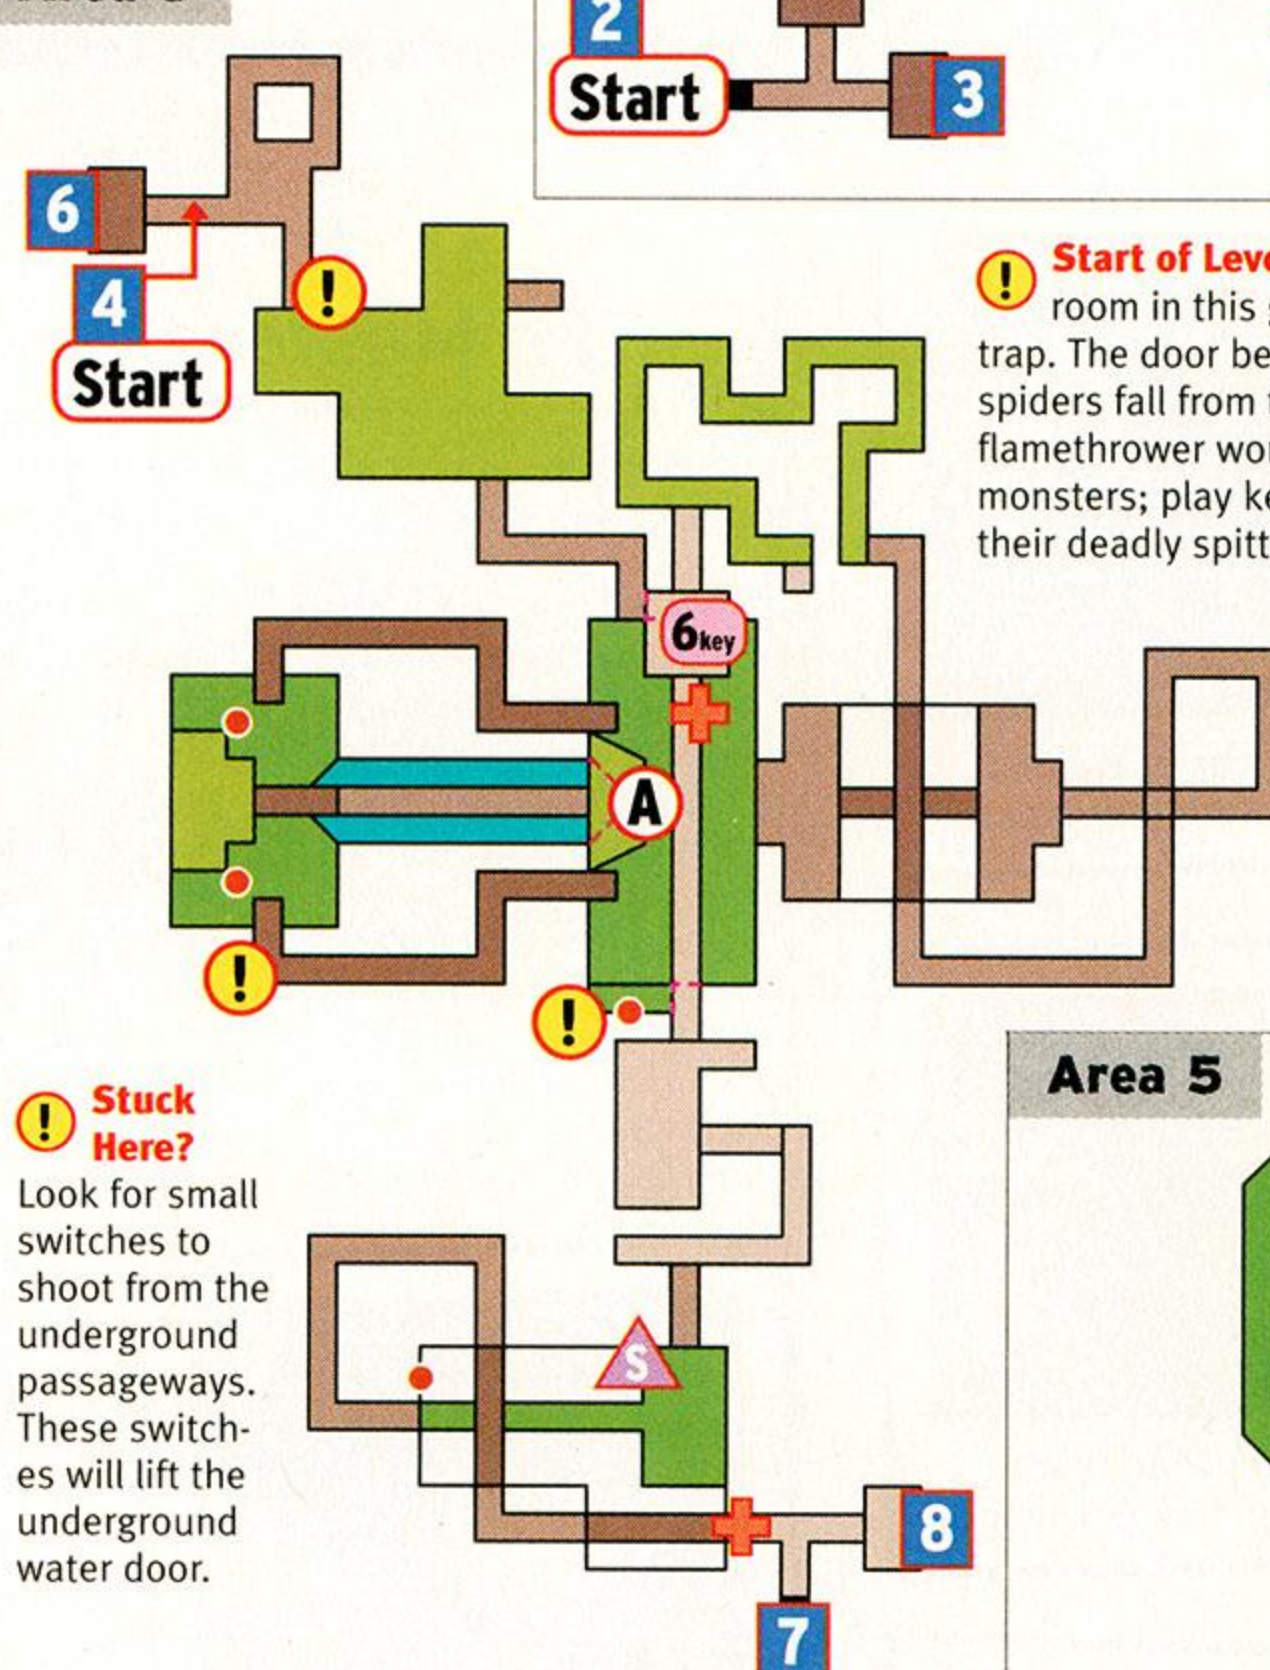 2
Start
3
6
4
Start
!
! Start of Leve
room in this
trap. The door be
spiders fall from
flamethrower wo
monsters; play ke
their deadly spitt
6key
A
!
!
! Stuck
Here?
Look for small
switches to
shoot from the
underground
passageways.
These switch-
es will lift the
underground
water door.
Area 5
S
8
7